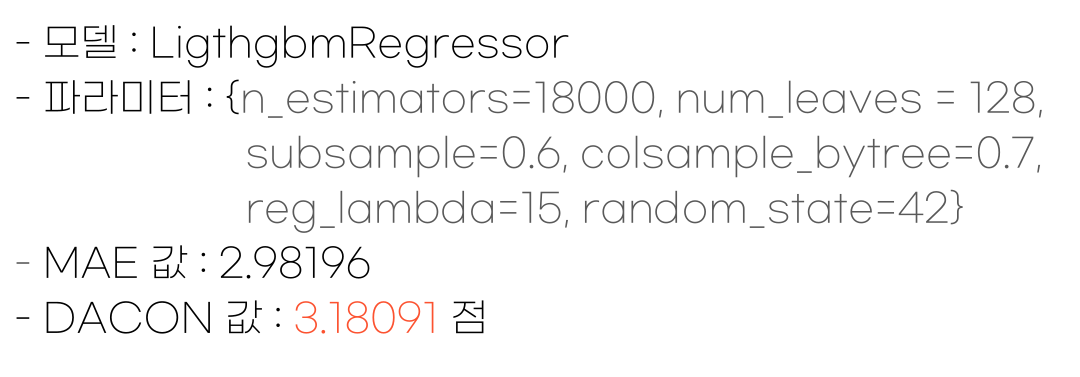 - 모델 : LigthgbmRegressor
- 파라미터 : {n_estimators=18000, num_leaves = 128,
subsample=0.6, colsample_bytree=0.7,
reg_lambda=15, random_state=42}
- MAE 값 : 2.98196
- DACON 값 : 3.18091 점